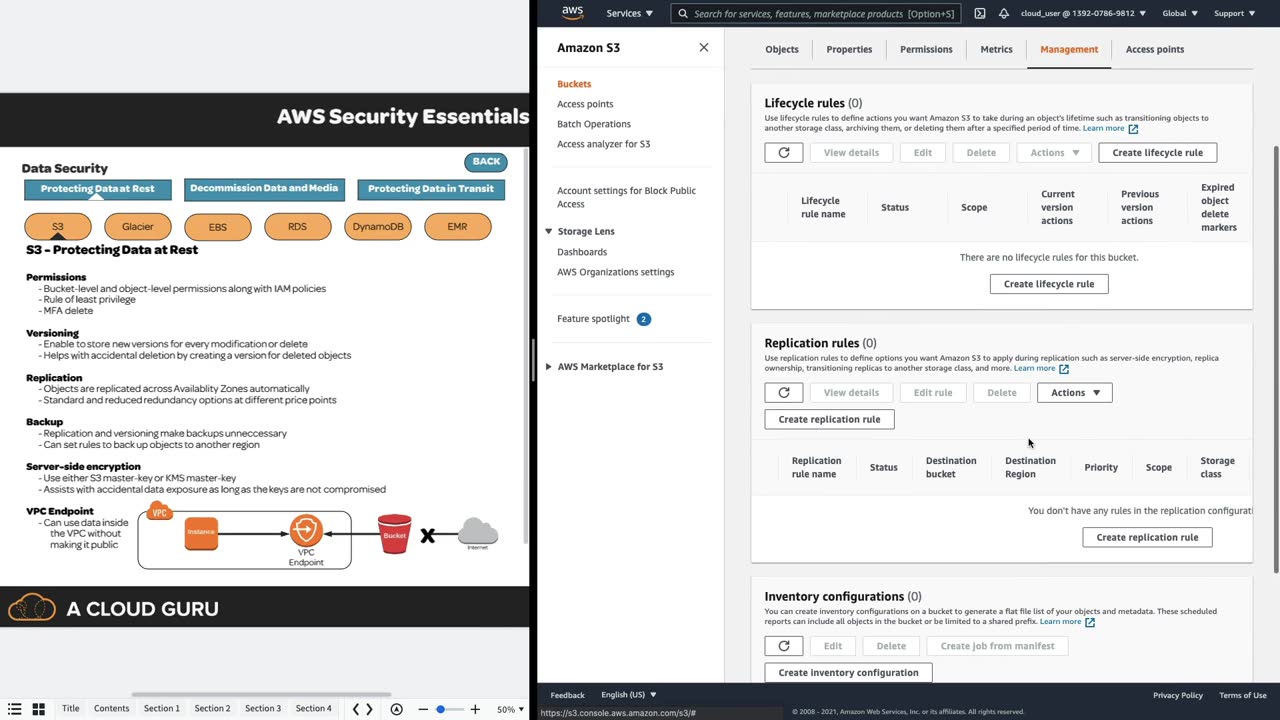 AWS Security Essentials
Data Security
BACK
Protecting Data at Rest
Decommission Data and Media
Protecting Data in Transit
S3
Glacier
EBS
RDS
DynamoDB
EMR
S3 - Protecting Data at Rest
Permissions
- Bucket-level and object-level permissions along with IAM policies
- Rule of least privilege
- MFA delete
Versioning
- Enable to store new versions for every modification or delete
- Helps with accidental deletion by creating a version for deleted objects
Replication
- Objects are replicated across Availablity Zones automatically
- Standard and reduced redundancy options at different price points
Backup
- Replication and versioning make backups unneccessary
- Can set rules to back up objects to another region
Server-side encryption
- Use either S3 master-key or KMS master-key
- Assists with accidental data exposure as long as the keys are not compromised
VPC Endpoint
- Can use data inside
the VPC without
making it public
VPC
Instance
VPC
Endpoint
Bucket
Internet
A CLOUD GURU
Title
Contents
Section 1
Section 2
Section 3
Section 4
50%
aws
Services
Search for services, features, marketplace products
[Option+S]
cloud_user @ 1392-0786-9812
Global
Support
Amazon S3
Buckets
Access points
Batch Operations
Access analyzer for S3
Account settings for Block Public
Access
Storage Lens
Dashboards
AWS Organizations settings
Feature spotlight 2
AWS Marketplace for S3
Objects
Properties
Permissions
Metrics
Management
Access points
Lifecycle rules (0)
Use lifecycle rules to define actions you want Amazon S3 to take during an object's lifetime such as transitioning objects to
another storage class, archiving them, or deleting them after a specified period of time. Learn more
View details
Edit
Delete
Actions
Create lifecycle rule
Lifecycle
rule name
Status
Scope
Current
version
actions
Previous
version
actions
Expired
object
delete
markers
There are no lifecycle rules for this bucket.
Create lifecycle rule
Replication rules (0)
Use replication rules to define options you want Amazon S3 to apply during replication such as server-side encryption, replica
ownership, transitioning replicas to another storage class, and more. Learn more
View details
Edit rule
Delete
Actions
Create replication rule
Replication
rule name
Status
Destination
bucket
Destination
Region
Priority
Scope
Storage
class
You don't have any rules in the replication configurati
Create replication rule
Inventory configurations (0)
You can create inventory configurations on a bucket to generate a flat file list of your objects and metadata. These scheduled
reports can include all objects in the bucket or be limited to a shared prefix. Learn more
Edit
Delete
Create job from manifest
Create inventory configuration
Feedback
English (US)
Privacy Policy
Terms of Use
https://s3.console.aws.amazon.com/s3/#
© 2008 - 2021, Amazon Web Services, Inc. or its affiliates. All rights reserved.